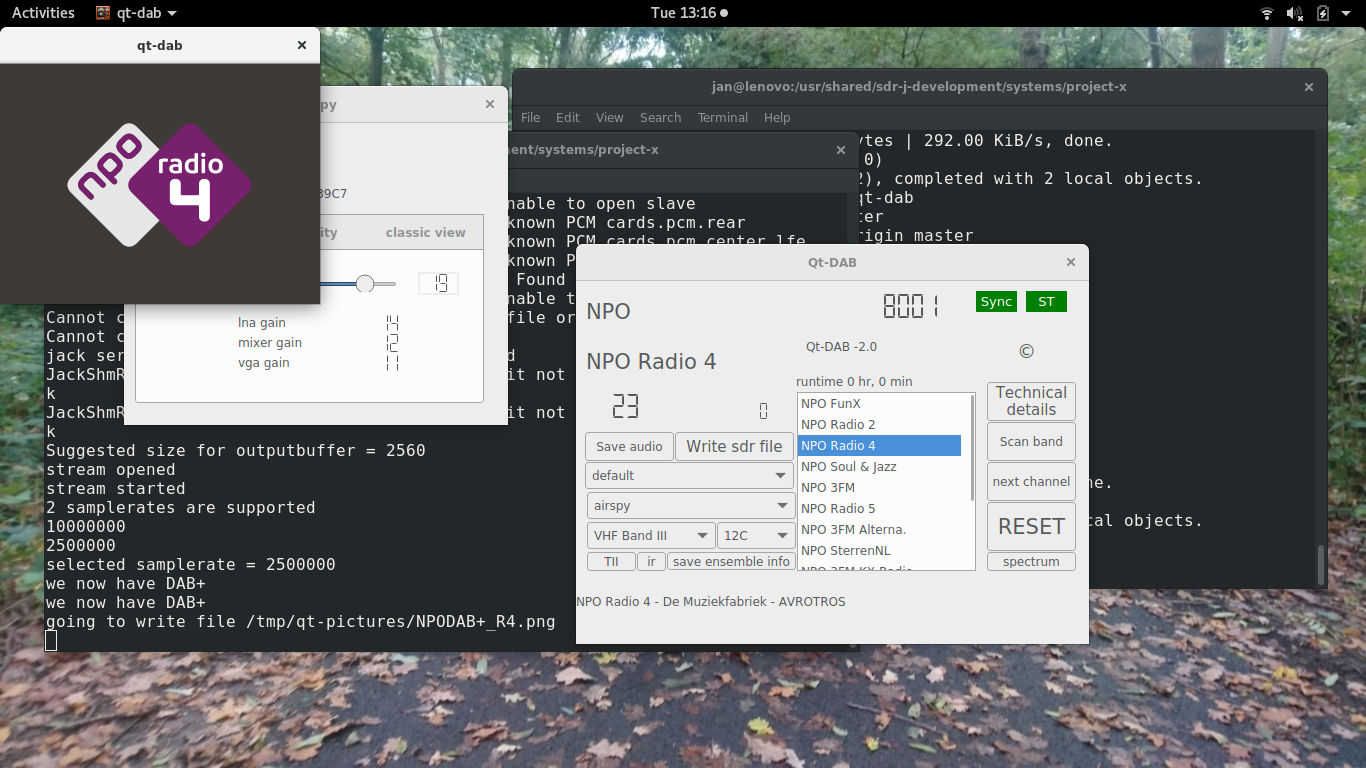 Activities
qt-dab
Tue 13:16
qt-dab
npo
radio
4
py
39C7
ity
classic view
19
lna gain
14
mixer gain
12
vga gain
11
jan@lenovo:/usr/shared/sdr-j-development/systems/project-x
File Edit View Search Terminal Help
ytes | 292.00 KiB/s, done.
0)
2), completed with 2 local objects.
qt-dab
ter
rigin master
ne.
cal objects.
ment/systems/project-x
nable to open slave
known PCM cards.pcm.rear
known PCM cards.pcm.center_lfe
known P
Found
nable t
Cannot c
file or
Cannot c
jack ser
d
JackShmR
it not
k
JackShmR
it not
k
Suggested size for outputbuffer = 2560
stream opened
stream started
2 samplerates are supported
10000000
2500000
selected samplerate = 2500000
we now have DAB+
we now have DAB+
going to write file /tmp/qt-pictures/NPODAB+_R4.png
Qt-DAB
NPO
8001
Sync
ST
Qt-DAB -2.0
©
NPO Radio 4
runtime 0 hr, 0 min
23
0
Save audio
Write sdr file
default
airspy
VHF Band III
12C
TII
ir
save ensemble info
NPO FunX
NPO Radio 2
NPO Radio 4
NPO Soul & Jazz
NPO 3FM
NPO Radio 5
NPO 3FM Alterna.
NPO SterrenNL
NPO 3FM KX Radio
Technical
details
Scan band
next channel
RESET
spectrum
NPO Radio 4 - De Muziekfabriek - AVROTROS